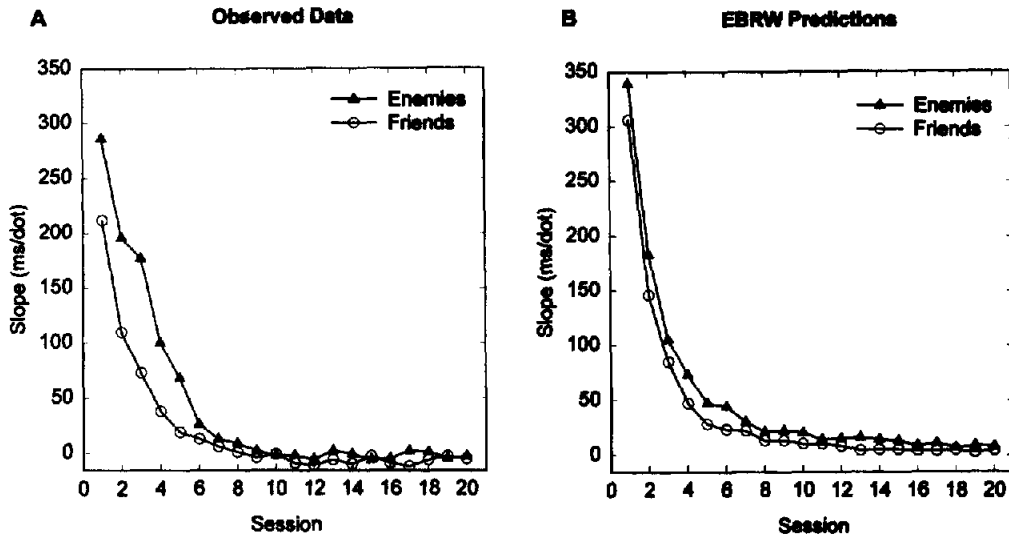 A
Observed Data
350
300
250
200
150
100
50
0
Slope (ms/dot)
Enemies
Friends
0 2 4 6 8 10 12 14 16 18 20
Session
B
EBRW Predictions
350
300
250
200
150
100
50
0
Slope (ms/dot)
Enemies
Friends
0 2 4 6 8 10 12 14 16 18 20
Session